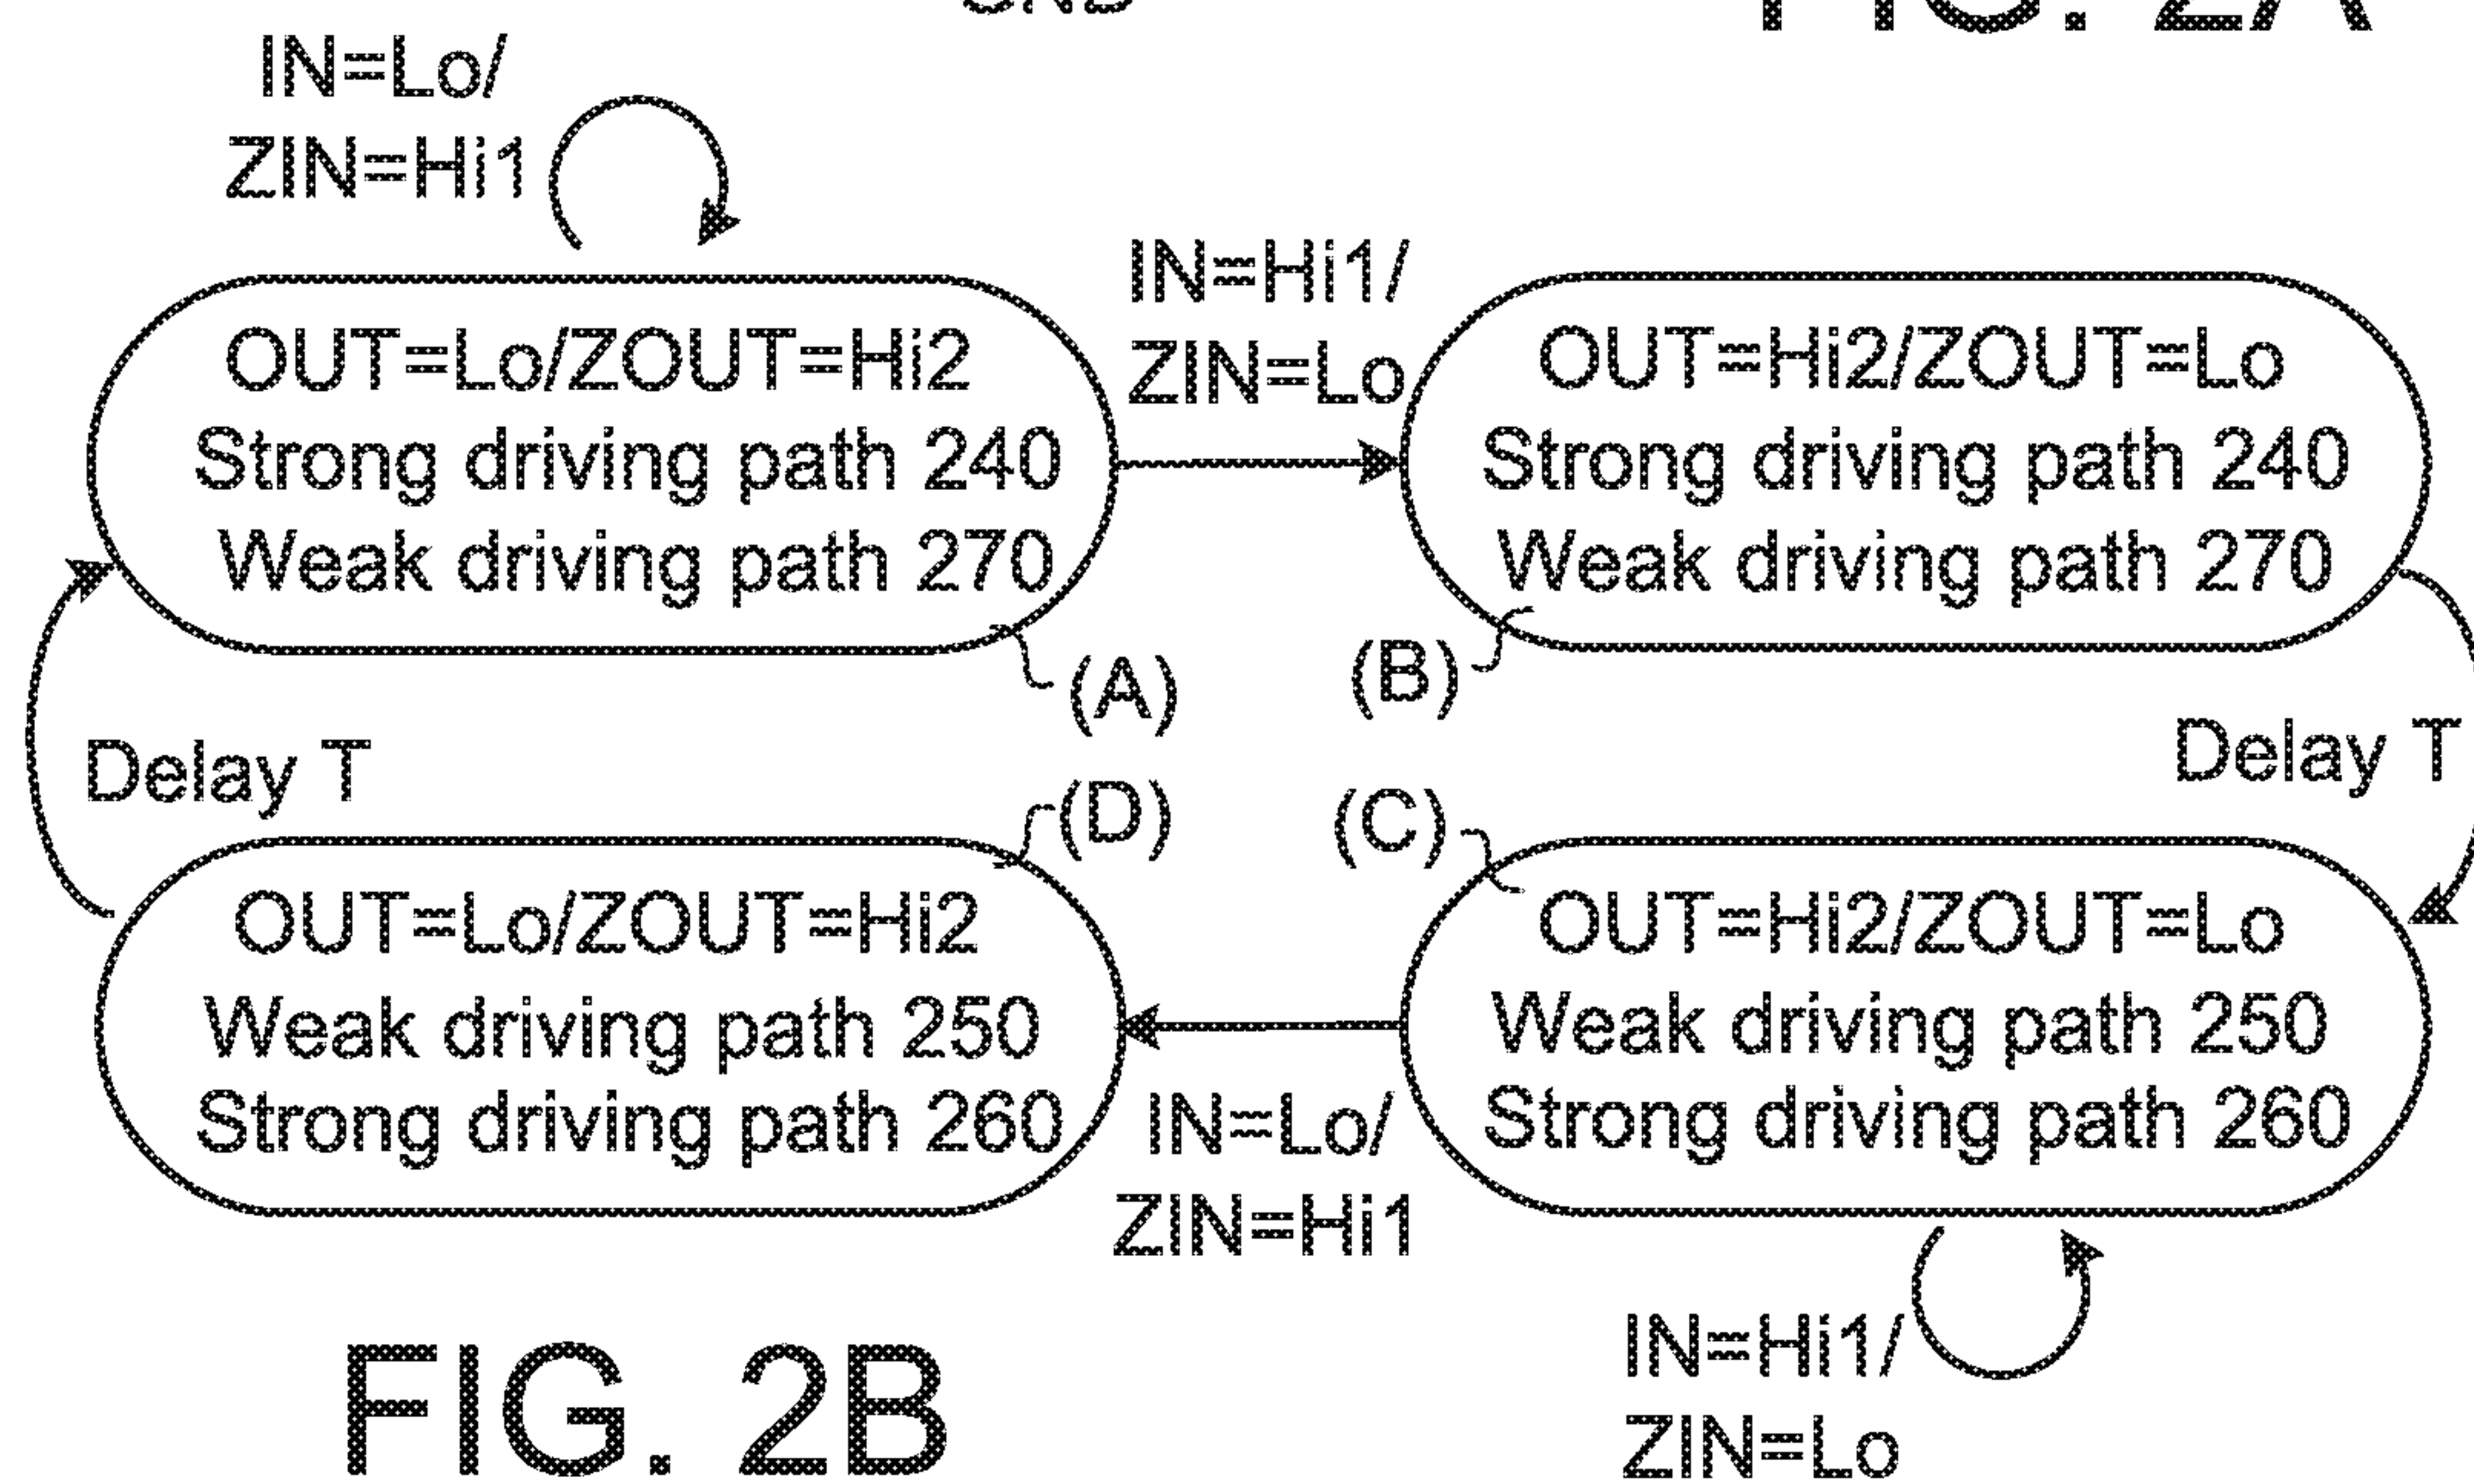 FIG. 2A
IN=Lo/
ZIN=Hi1
OUT=Lo/ZOUT=Hi2
Strong driving path 240
Weak driving path 270
(A)
IN=Hi1/
ZIN=Lo
OUT=Hi2/ZOUT=Lo
Strong driving path 240
Weak driving path 270
(B)
Delay T
Delay T
(D)
OUT=Lo/ZOUT=Hi2
Weak driving path 250
Strong driving path 260
(C)
OUT=Hi2/ZOUT=Lo
Weak driving path 250
Strong driving path 260
IN=Lo/
ZIN=Hi1
IN=Hi1/
ZIN=Lo
FIG. 2B